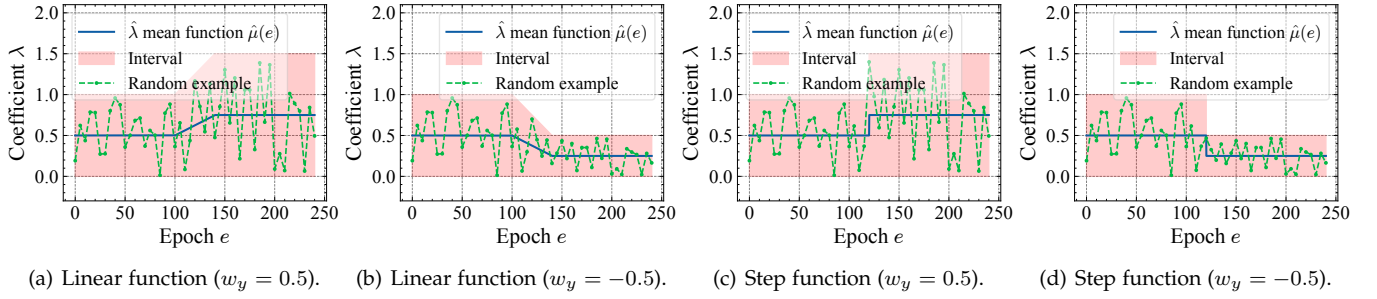 2.0
1.5
1.0
0.5
0.0
Coefficient λ
λ̂ mean function μ̂(e)
Interval
Random example
0 50 100 150 200 250
Epoch e
(a) Linear function (w_y = 0.5).
2.0
1.5
1.0
0.5
0.0
Coefficient λ
λ̂ mean function μ̂(e)
Interval
Random example
0 50 100 150 200 250
Epoch e
(b) Linear function (w_y = −0.5).
2.0
1.5
1.0
0.5
0.0
Coefficient λ
λ̂ mean function μ̂(e)
Interval
Random example
0 50 100 150 200 250
Epoch e
(c) Step function (w_y = 0.5).
2.0
1.5
1.0
0.5
0.0
Coefficient λ
λ̂ mean function μ̂(e)
Interval
Random example
0 50 100 150 200 250
Epoch e
(d) Step function (w_y = −0.5).